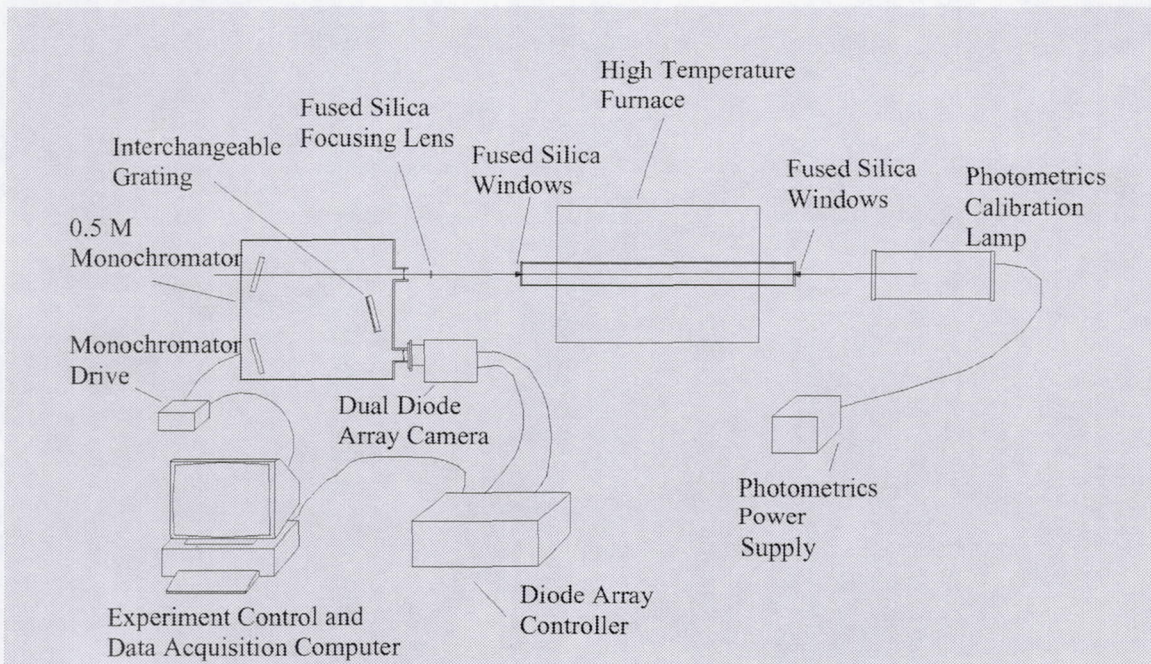 High Temperature
Furnace
Fused Silica
Focusing Lens
Interchangeable
Grating
Fused Silica
Windows
Fused Silica
Windows
Photometrics
Calibration
Lamp
0.5 M
Monochromator
Monochromator
Drive
Dual Diode
Array Camera
Photometrics
Power
Supply
Experiment Control and
Data Acquisition Computer
Diode Array
Controller